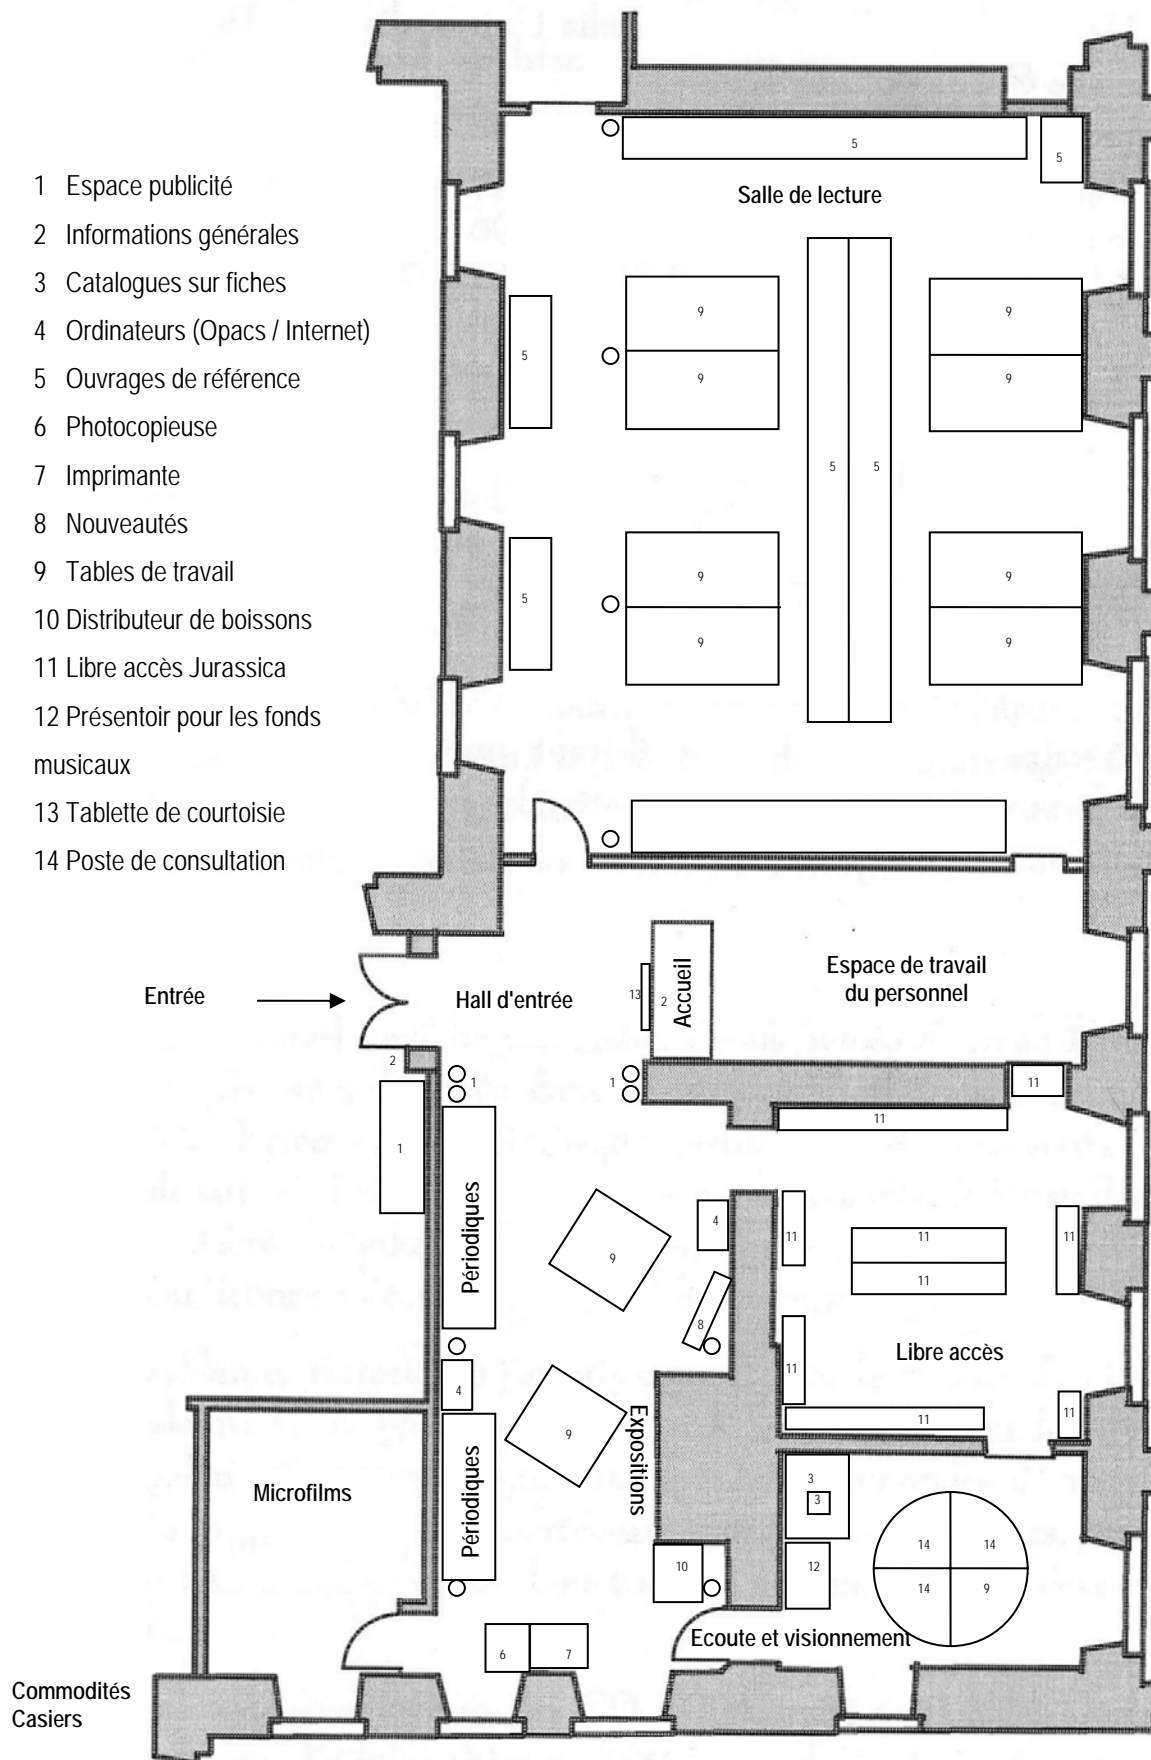 1 Espace publicité
2 Informations générales
3 Catalogues sur fiches
4 Ordinateurs (Opacs / Internet)
5 Ouvrages de référence
6 Photocopieuse
7 Imprimante
8 Nouveautés
9 Tables de travail
10 Distributeur de boissons
11 Libre accès Jurassica
12 Présentoir pour les fonds
musicaux
13 Tablette de courtoisie
14 Poste de consultation
5
5
Salle de lecture
9
9
5
9
9
5
5
9
9
5
9
9
Entrée
Hall d'entrée
13
2
Accueil
Espace de travail
du personnel
2
1
1
11
11
1
Périodiques
4
9
11
11
11
11
8
Libre accès
4
11
11
11
9
Expositions
Microfilms
Périodiques
3
3
14
14
10
12
14
9
6
7
Ecoute et visionnement
Commodités
Casiers